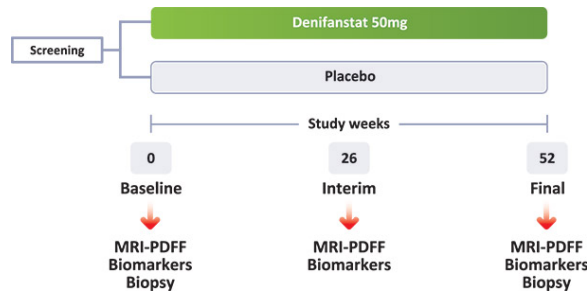 Denifanstat 50mg
Screening
Placebo
Study weeks
0
26
52
Baseline
Interim
Final
MRI-PDFF
Biomarkers
Biopsy
MRI-PDFF
Biomarkers
MRI-PDFF
Biomarkers
Biopsy